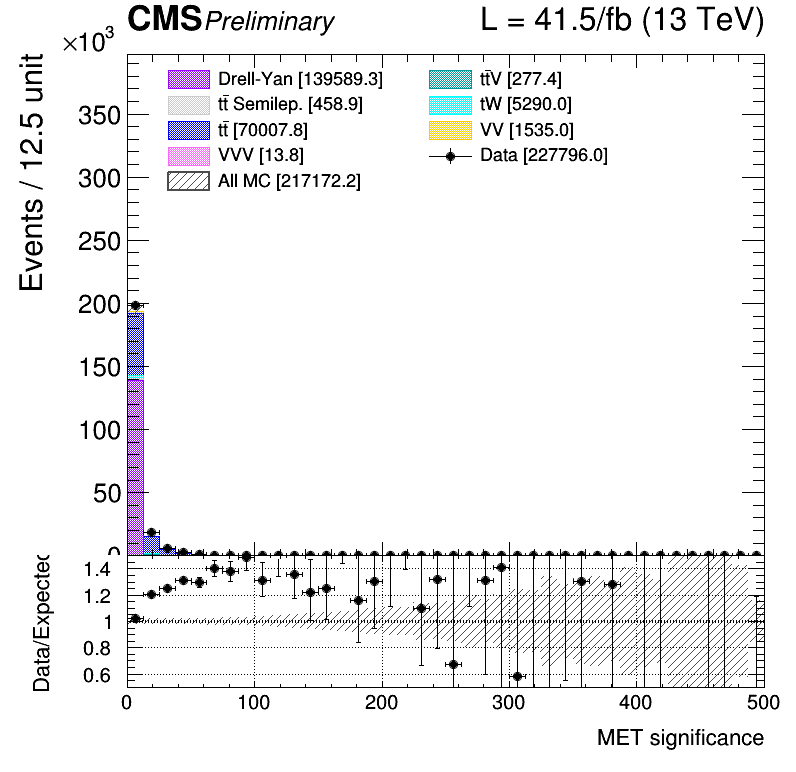 CMS Preliminary L = 41.5/fb (13 TeV)
×10³
Drell-Yan [139589.3]
tt̄ Semilep. [458.9]
tt̄ [70007.8]
VVV [13.8]
All MC [217172.2]
tt̄V [277.4]
tW [5290.0]
VV [1535.0]
Data [227796.0]
Events / 12.5 unit
350
300
250
200
150
100
50
0
Data/Expected
1.4
1.2
1
0.8
0.6
0 100 200 300 400 500
MET significance